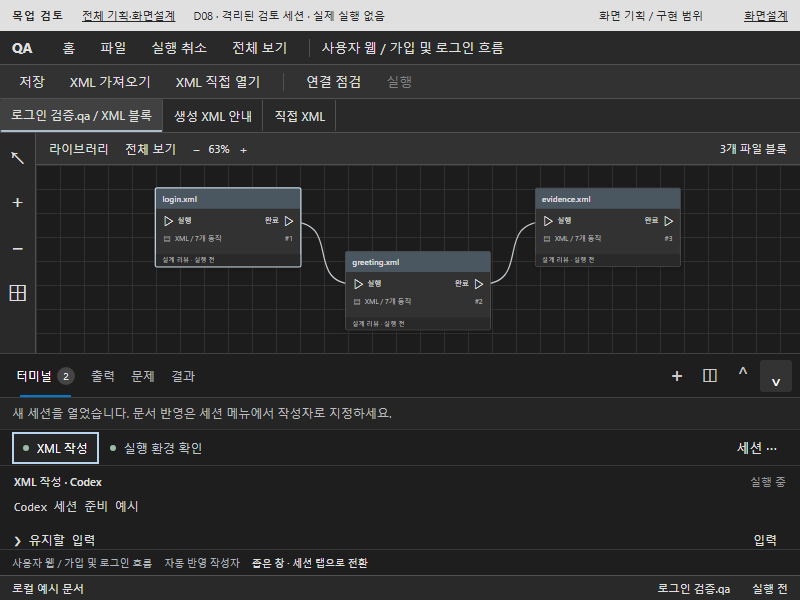 목업 검토 전체 기획·화면설계 D08 · 격리된 검토 세션 · 실제 실행 없음 화면 기획 / 구현 범위 화면설계
QA 홈 파일 실행 취소 전체 보기 사용자 웹 / 가입 및 로그인 흐름
저장 XML 가져오기 XML 직접 열기 연결 점검 실행
로그인 검증.qa / XML 블록 생성 XML 안내 직접 XML
라이브러리 전체 보기 − 63% + 3개 파일 블록
login.xml
실행 완료
XML / 7개 동작 #1
설계 리뷰 · 실행 전
greeting.xml
실행 완료
XML / 7개 동작 #2
설계 리뷰 · 실행 전
evidence.xml
실행 완료
XML / 7개 동작 #3
설계 리뷰 · 실행 전
터미널 2 출력 문제 결과
새 세션을 열었습니다. 문서 반영은 세션 메뉴에서 작성자로 지정하세요.
XML 작성 실행 환경 확인 세션 ···
XML 작성 · Codex 실행 중
Codex 세션 준비 예시
❯ 유지할 입력 입력
사용자 웹 / 가입 및 로그인 흐름 자동 반영 작성자 좁은 창 · 세션 탭으로 전환
로컬 예시 문서 로그인 검증.qa 실행 전